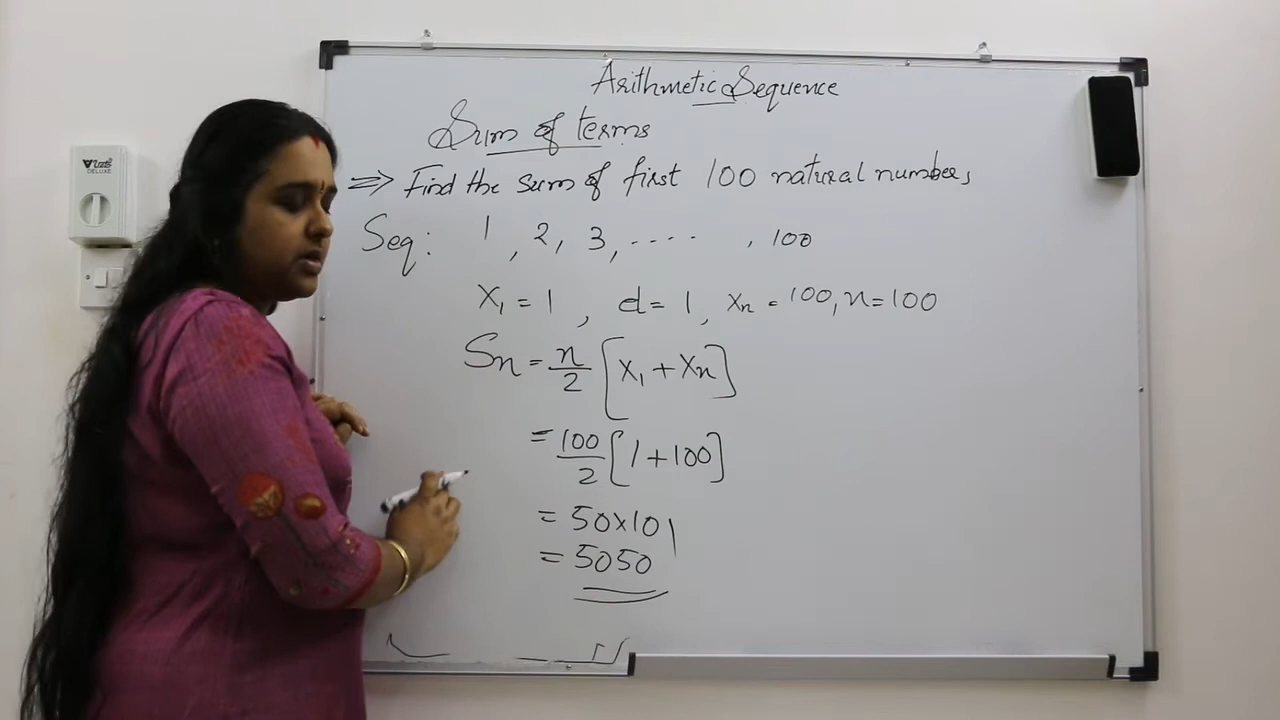 Arithmetic Sequence
Sum of terms
⇒ Find the sum of first 100 natural numbers
Seq: 1, 2, 3, ---- , 100
x₁ = 1, d = 1, xₙ = 100, n = 100
Sₙ = n/2 [x₁ + xₙ]
= 100/2 [1 + 100]
= 50 × 101
= 5050
DELUXE